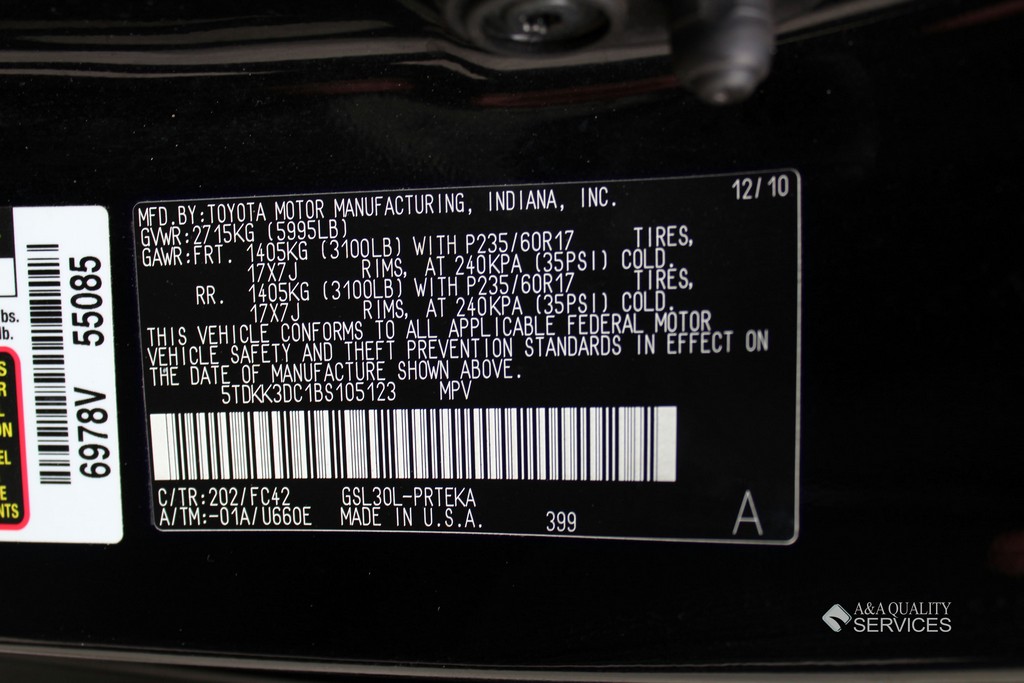 MFD.BY:TOYOTA MOTOR MANUFACTURING, INDIANA, INC. 12/10
GVWR:2715KG (5995LB)
GAWR:FRT. 1405KG (3100LB) WITH P235/60R17 TIRES,
17X7J RIMS, AT 240KPA (35PSI) COLD.
RR. 1405KG (3100LB) WITH P235/60R17 TIRES,
17X7J RIMS, AT 240KPA (35PSI) COLD.
THIS VEHICLE CONFORMS TO ALL APPLICABLE FEDERAL MOTOR
VEHICLE SAFETY AND THEFT PREVENTION STANDARDS IN EFFECT ON
THE DATE OF MANUFACTURE SHOWN ABOVE.
5TDKK3DC1BS105123 MPV
C/TR:202/FC42 GSL30L-PRTEKA
A/TM:-01A/U660E MADE IN U.S.A. 399 A
6978V 55085
A&A QUALITY
SERVICES